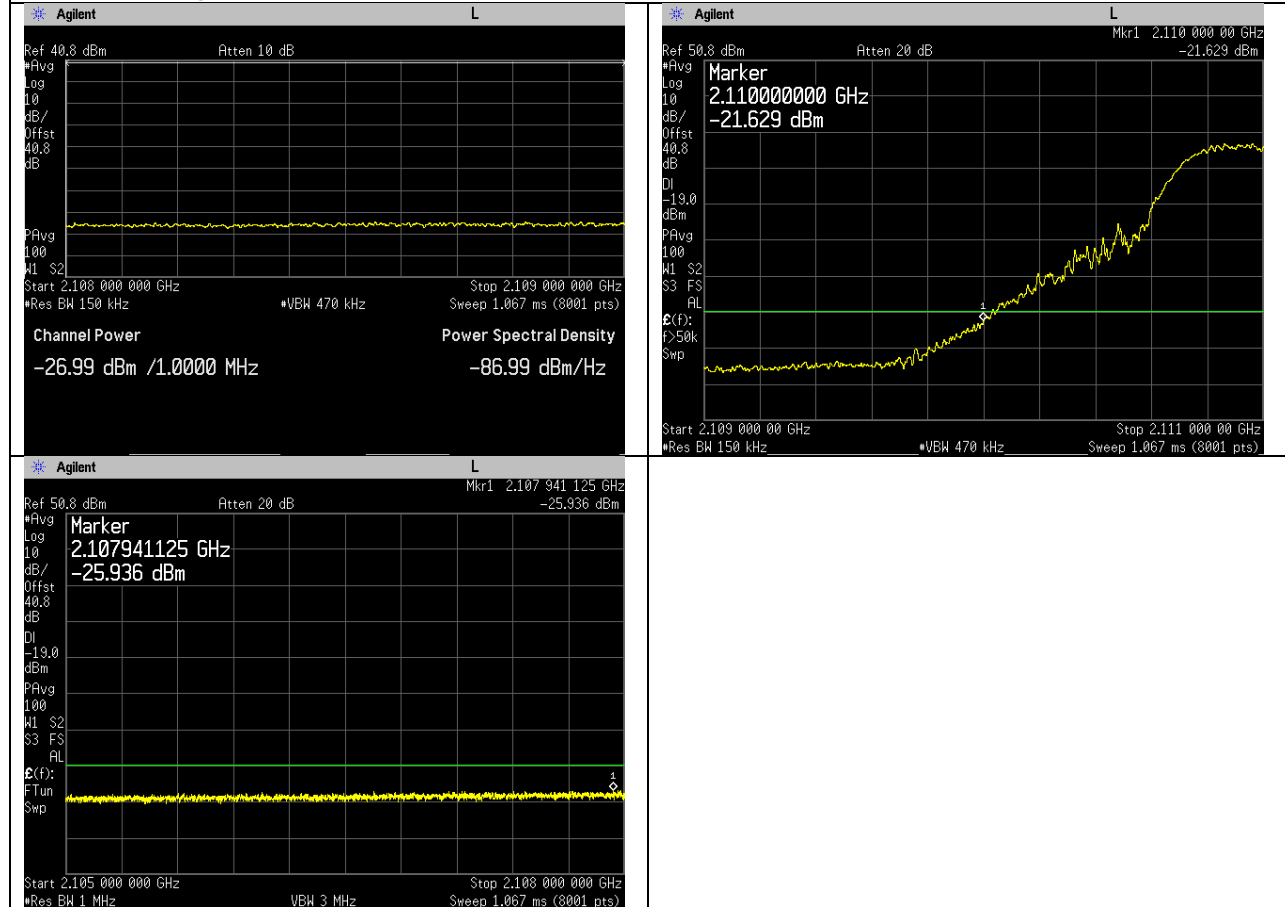 Agilent L
Ref 40.8 dBm Atten 10 dB
#Avg
Log
10
dB/
Offst
40.8
dB
PAvg
100
W1 S2
Start 2.108 000 000 GHz Stop 2.109 000 000 GHz
#Res BW 150 kHz #VBW 470 kHz Sweep 1.067 ms (8001 pts)
Channel Power Power Spectral Density
-26.99 dBm /1.0000 MHz -86.99 dBm/Hz
Agilent L
Mkr1 2.110 000 00 GHz
Ref 50.8 dBm Atten 20 dB -21.629 dBm
#Avg
Log
10
dB/
Offst
40.8
dB
DI
-19.0
dBm
PAvg
100
W1 S2
S3 FS
AL
£(f):
f>50k
Swp
Marker
2.110000000 GHz
-21.629 dBm
1
Start 2.109 000 00 GHz Stop 2.111 000 00 GHz
#Res BW 150 kHz #VBW 470 kHz Sweep 1.067 ms (8001 pts)
Agilent L
Mkr1 2.107 941 125 GHz
Ref 50.8 dBm Atten 20 dB -25.936 dBm
#Avg
Log
10
dB/
Offst
40.8
dB
DI
-19.0
dBm
PAvg
100
W1 S2
S3 FS
AL
£(f):
FTun
Swp
Marker
2.107941125 GHz
-25.936 dBm
1
Start 2.105 000 000 GHz Stop 2.108 000 000 GHz
#Res BW 1 MHz VBW 3 MHz Sweep 1.067 ms (8001 pts)